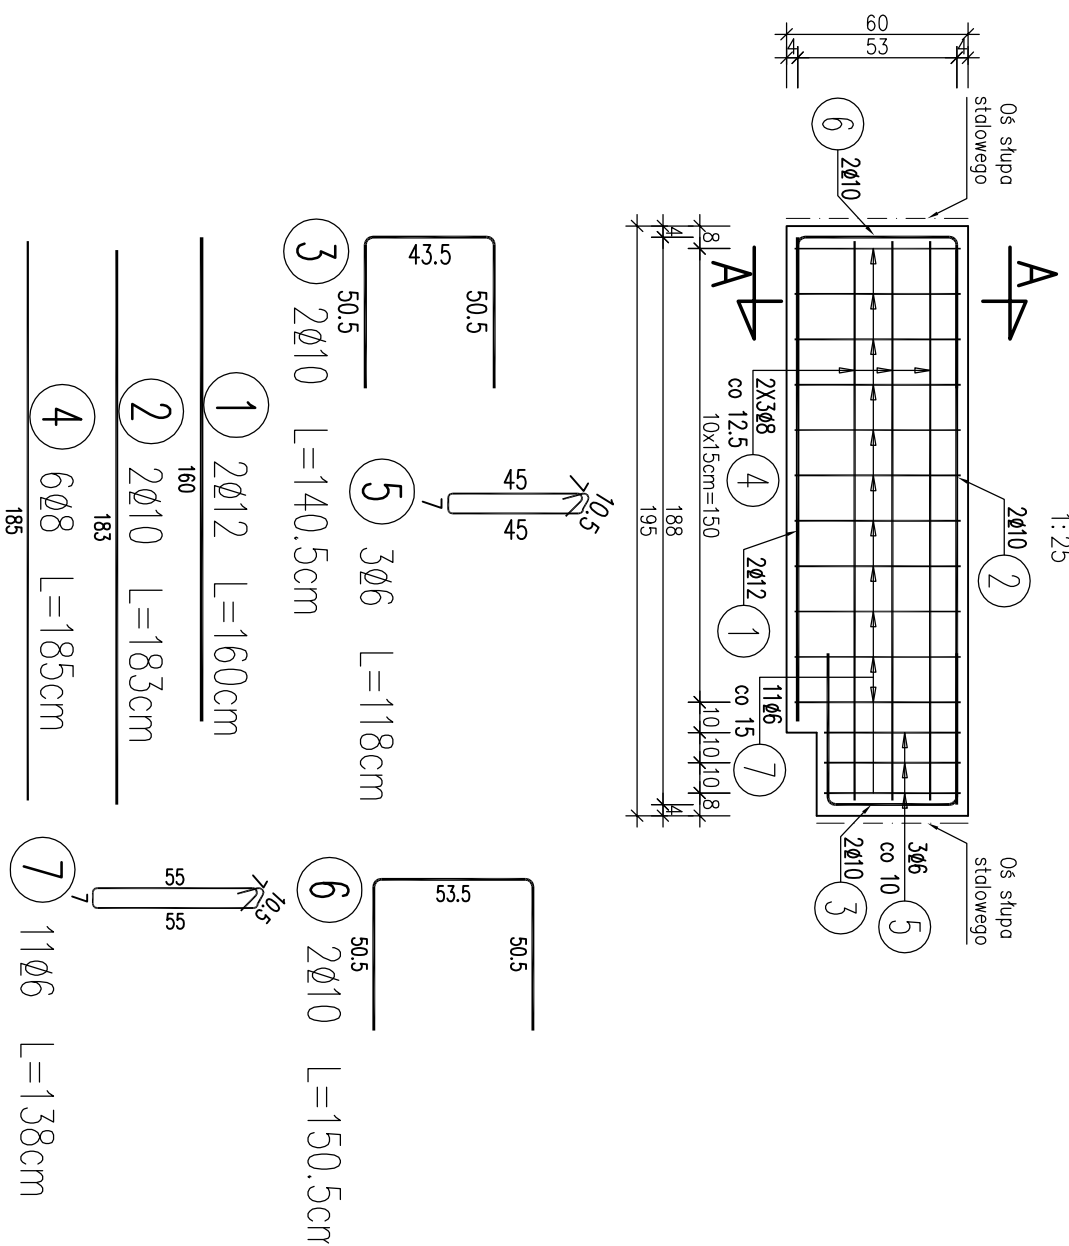 1:25
Oś słupa
stalowego
Oś słupa
stalowego
60
4
53
4
6
2ø10
A
A
2ø10
2
3ø6
co 10
5
2ø10
3
2X3ø8
co 12.5
4
2ø12
1
11ø6
co 15
7
8
10x15cm=150
10
10
10
8
4
188
4
195
43.5
50.5
50.5
3
2ø10 L=140.5cm
45
45
7
10.5
7
5
3ø6 L=118cm
1
2ø12 L=160cm
160
2
2ø10 L=183cm
183
4
6ø8 L=185cm
185
53.5
50.5
50.5
6
2ø10 L=150.5cm
55
55
7
10.5
7
7
11ø6 L=138cm